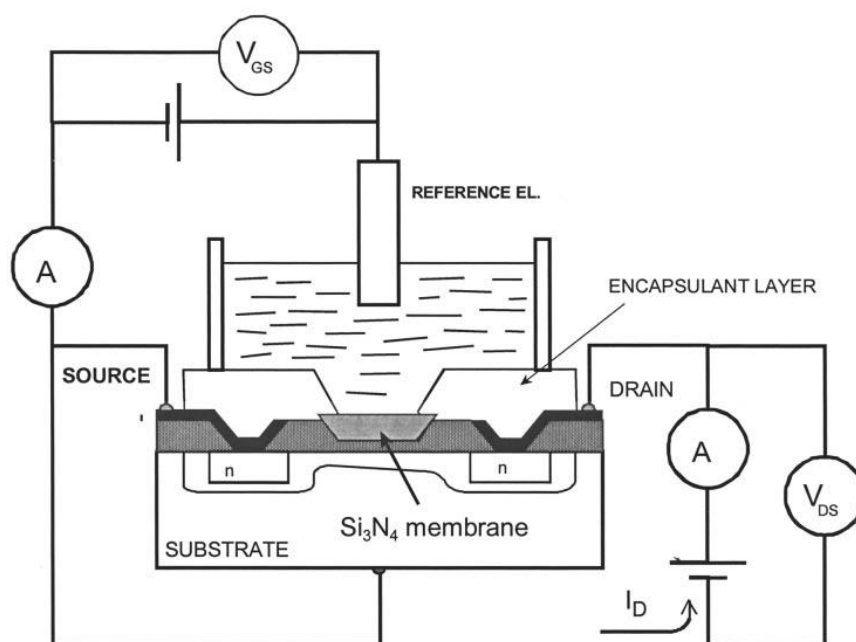 V_GS
REFERENCE EL.
A
ENCAPSULANT LAYER
SOURCE
DRAIN
A
n
n
V_DS
Si₃N₄ membrane
SUBSTRATE
I_D